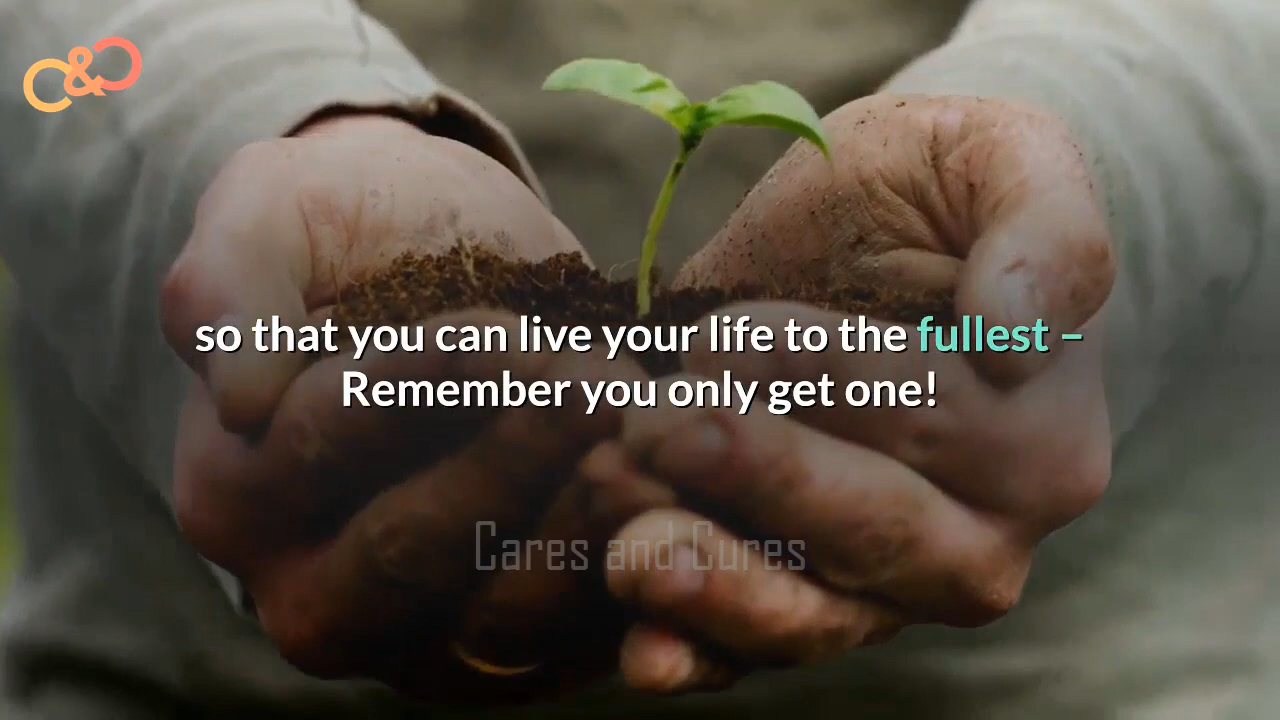 C&C
so that you can live your life to the fullest –
Remember you only get one!
Cares and Cures